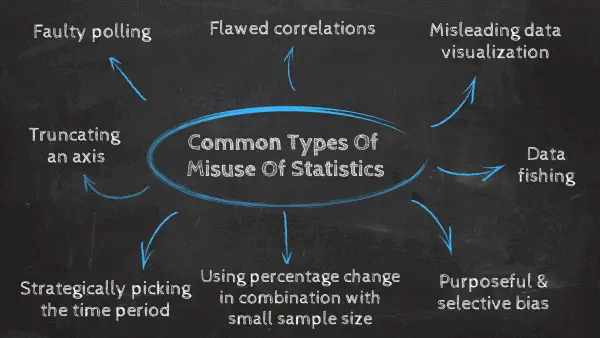 Faulty polling
Flawed correlations
Misleading data
visualization
Truncating
an axis
Common Types Of
Misuse Of Statistics
Data
fishing
Strategically picking
the time period
Using percentage change
in combination with
small sample size
Purposeful &
selective bias